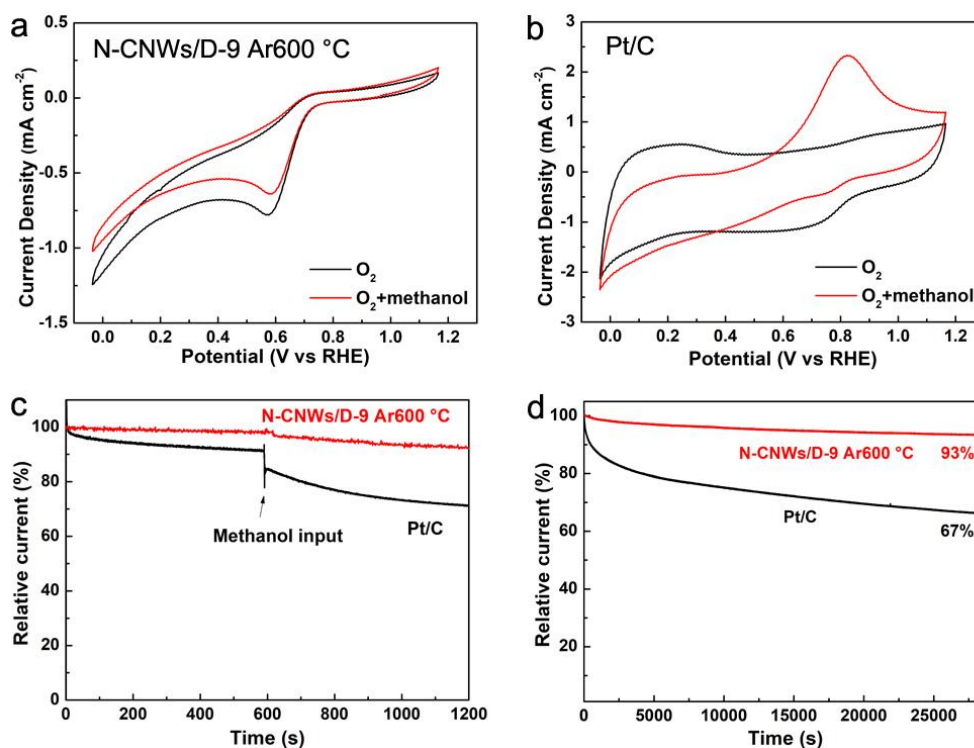 a
N-CNWs/D-9 Ar600 °C
0.5
0.0
-0.5
-1.0
-1.5
Current Density (mA cm⁻²)
O₂
O₂+methanol
0.0 0.2 0.4 0.6 0.8 1.0 1.2
Potential (V vs RHE)
b
Pt/C
3
2
1
0
-1
-2
-3
Current Density (mA cm⁻²)
O₂
O₂+methanol
0.0 0.2 0.4 0.6 0.8 1.0 1.2
Potential (V vs RHE)
c
100
80
60
40
20
0
Relative current (%)
N-CNWs/D-9 Ar600 °C
Methanol input
Pt/C
0 200 400 600 800 1000 1200
Time (s)
d
100
80
60
40
20
Relative current (%)
N-CNWs/D-9 Ar600 °C 93%
Pt/C
67%
0 5000 10000 15000 20000 25000
Time (s)